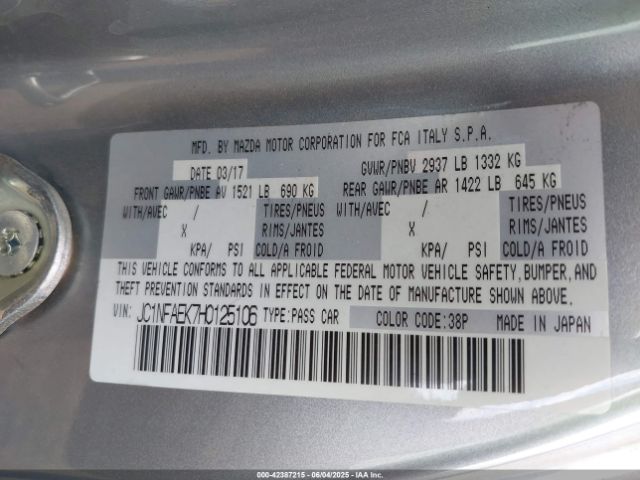 MFD. BY MAZDA MOTOR CORPORATION FOR FCA ITALY S.P.A.
DATE 03/17 GVWR/PNBV 2937 LB 1332 KG
FRONT GAWR/PNBE AV 1521 LB 690 KG REAR GAWR/PNBE AR 1422 LB 645 KG
WITH/AVEC / TIRES/PNEUS WITH/AVEC / TIRES/PNEUS
X RIMS/JANTES X RIMS/JANTES
KPA/ PSI COLD/A FROID KPA/ PSI COLD/A FROID
THIS VEHICLE CONFORMS TO ALL APPLICABLE FEDERAL MOTOR VEHICLE SAFETY, BUMPER, AND
THEFT PREVENTION STANDARDS IN EFFECT ON THE DATE OF MANUFACTURE SHOWN ABOVE.
VIN: JC1NFAEK7H0125106 TYPE: PASS CAR COLOR CODE: 38P MADE IN JAPAN
000-42387215 - 06/04/2025 - IAAI.COM